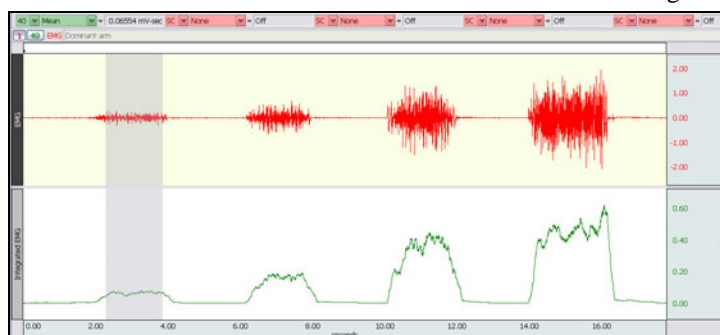 40 Mean = 0.06554 mV-sec SC None = Off SC None = Off SC None = Off SC None = Off
40 EMG Dominant arm
2.00
1.00
0.00
-1.00
-2.00
EMG
0.60
0.40
0.20
0.00
Integrated EMG
0.00 2.00 4.00 6.00 8.00 10.00 12.00 14.00 16.00
seconds